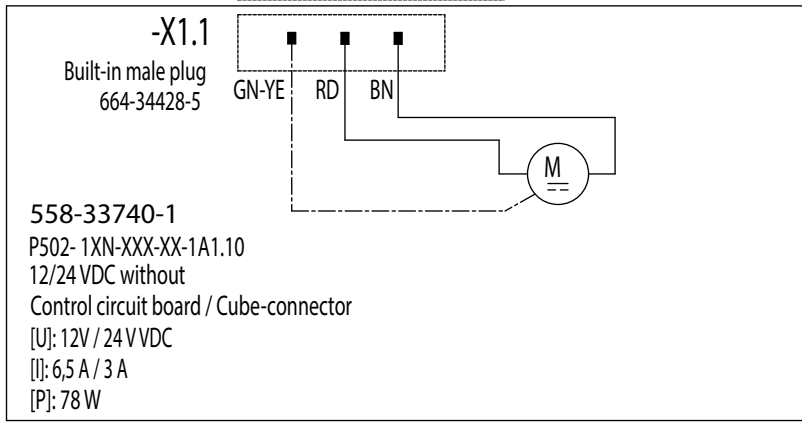 -X1.1
Built-in male plug
664-34428-5
GN-YE RD BN
M
558-33740-1
P502- 1XN-XXX-XX-1A1.10
12/24 VDC without
Control circuit board / Cube-connector
[U]: 12V / 24 V VDC
[I]: 6,5 A / 3 A
[P]: 78 W